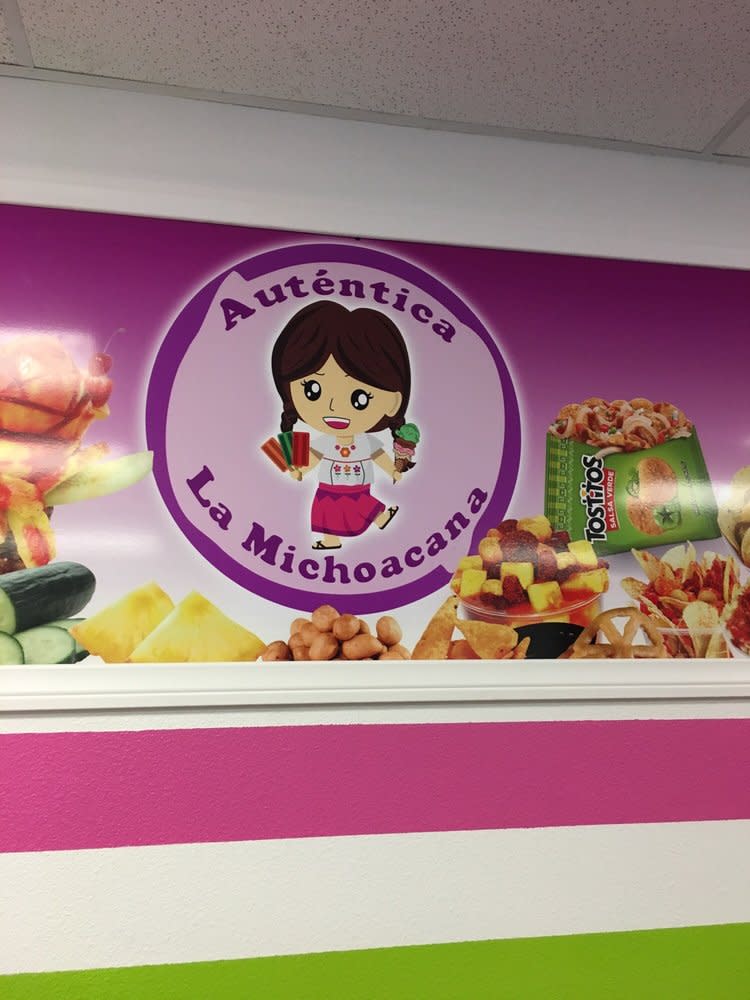 Auténtica
La Michoacana
TOSTITOS
SALSA VERDE